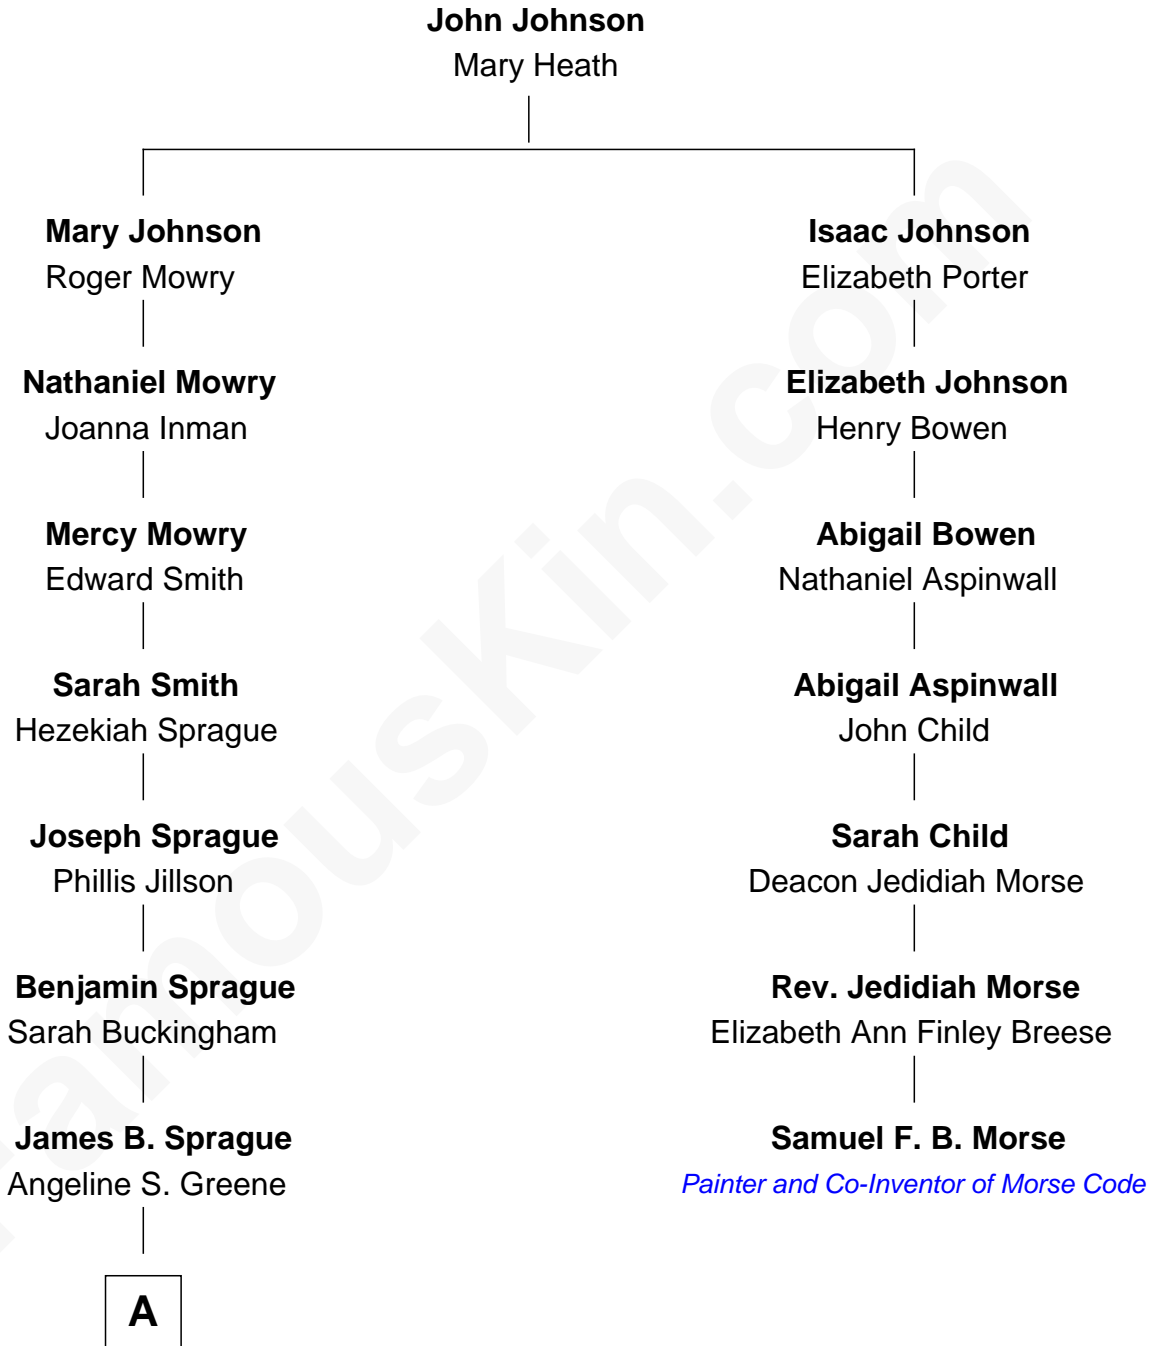 John Johnson
Mary Heath
Mary Johnson
Roger Mowry
Isaac Johnson
Elizabeth Porter
Nathaniel Mowry
Joanna Inman
Elizabeth Johnson
Henry Bowen
Mercy Mowry
Edward Smith
Abigail Bowen
Nathaniel Aspinwall
Sarah Smith
Hezekiah Sprague
Abigail Aspinwall
John Child
Joseph Sprague
Phillis Jillson
Sarah Child
Deacon Jedidiah Morse
Benjamin Sprague
Sarah Buckingham
Rev. Jedidiah Morse
Elizabeth Ann Finley Breese
James B. Sprague
Angeline S. Greene
Samuel F. B. Morse
Painter and Co-Inventor of Morse Code
A
FamousKin.com